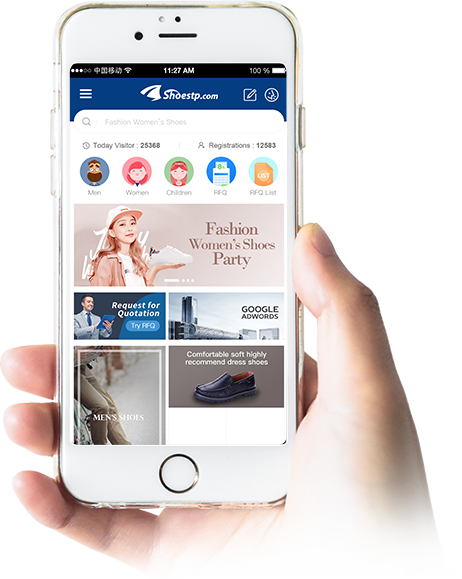 中国移动 11:27 AM 100 %
Shoestp.com
Fashion Women's Shoes
Today Visitor : 25368 Registrations : 12583
Men Women Children RFQ RFQ List
LIST
Fashion
Women's Shoes
Party
Request for
Quotation
Try RFQ
GOOGLE
ADWORDS
Comfortable soft highly
recommend dress shoes
MEN'S SHOES